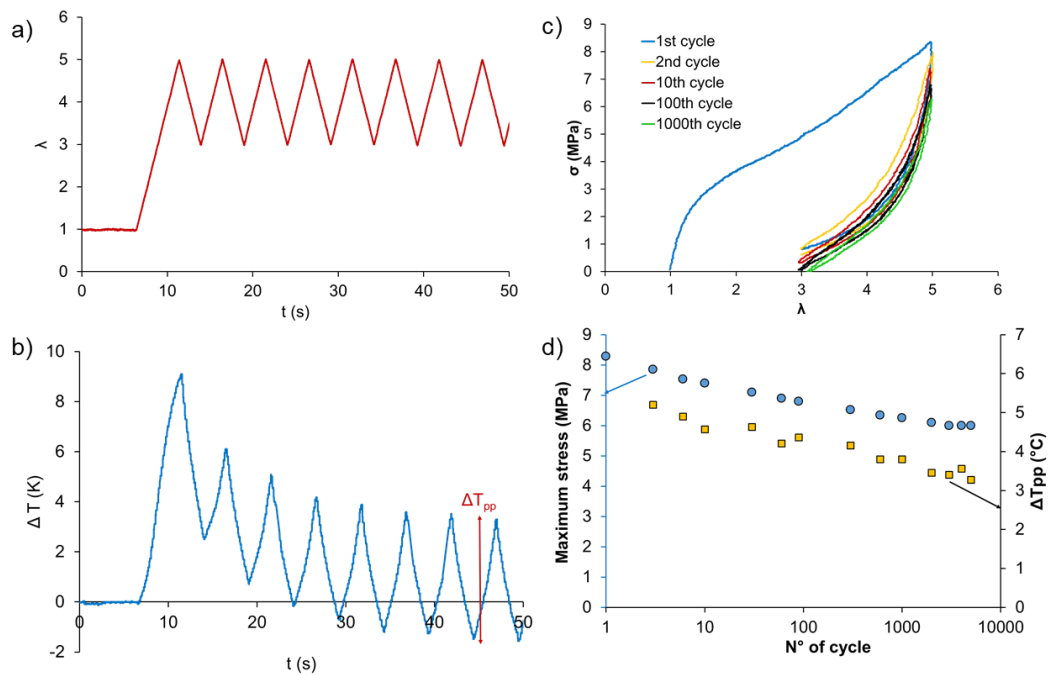 a)
6
5
4
3
2
1
0
λ
0 10 20 30 40 50
t (s)
b)
10
8
6
4
2
0
-2
ΔT (K)
ΔTpp
0 10 20 30 40 50
t (s)
c)
1st cycle
2nd cycle
10th cycle
100th cycle
1000th cycle
9
8
7
6
5
4
3
2
1
0
σ (MPa)
0 1 2 3 4 5 6
λ
d)
9
8
7
6
5
4
3
2
1
0
Maximum stress (MPa)
7
6
5
4
3
2
1
0
ΔTpp (°C)
1 10 100 1000 10000
N° of cycle